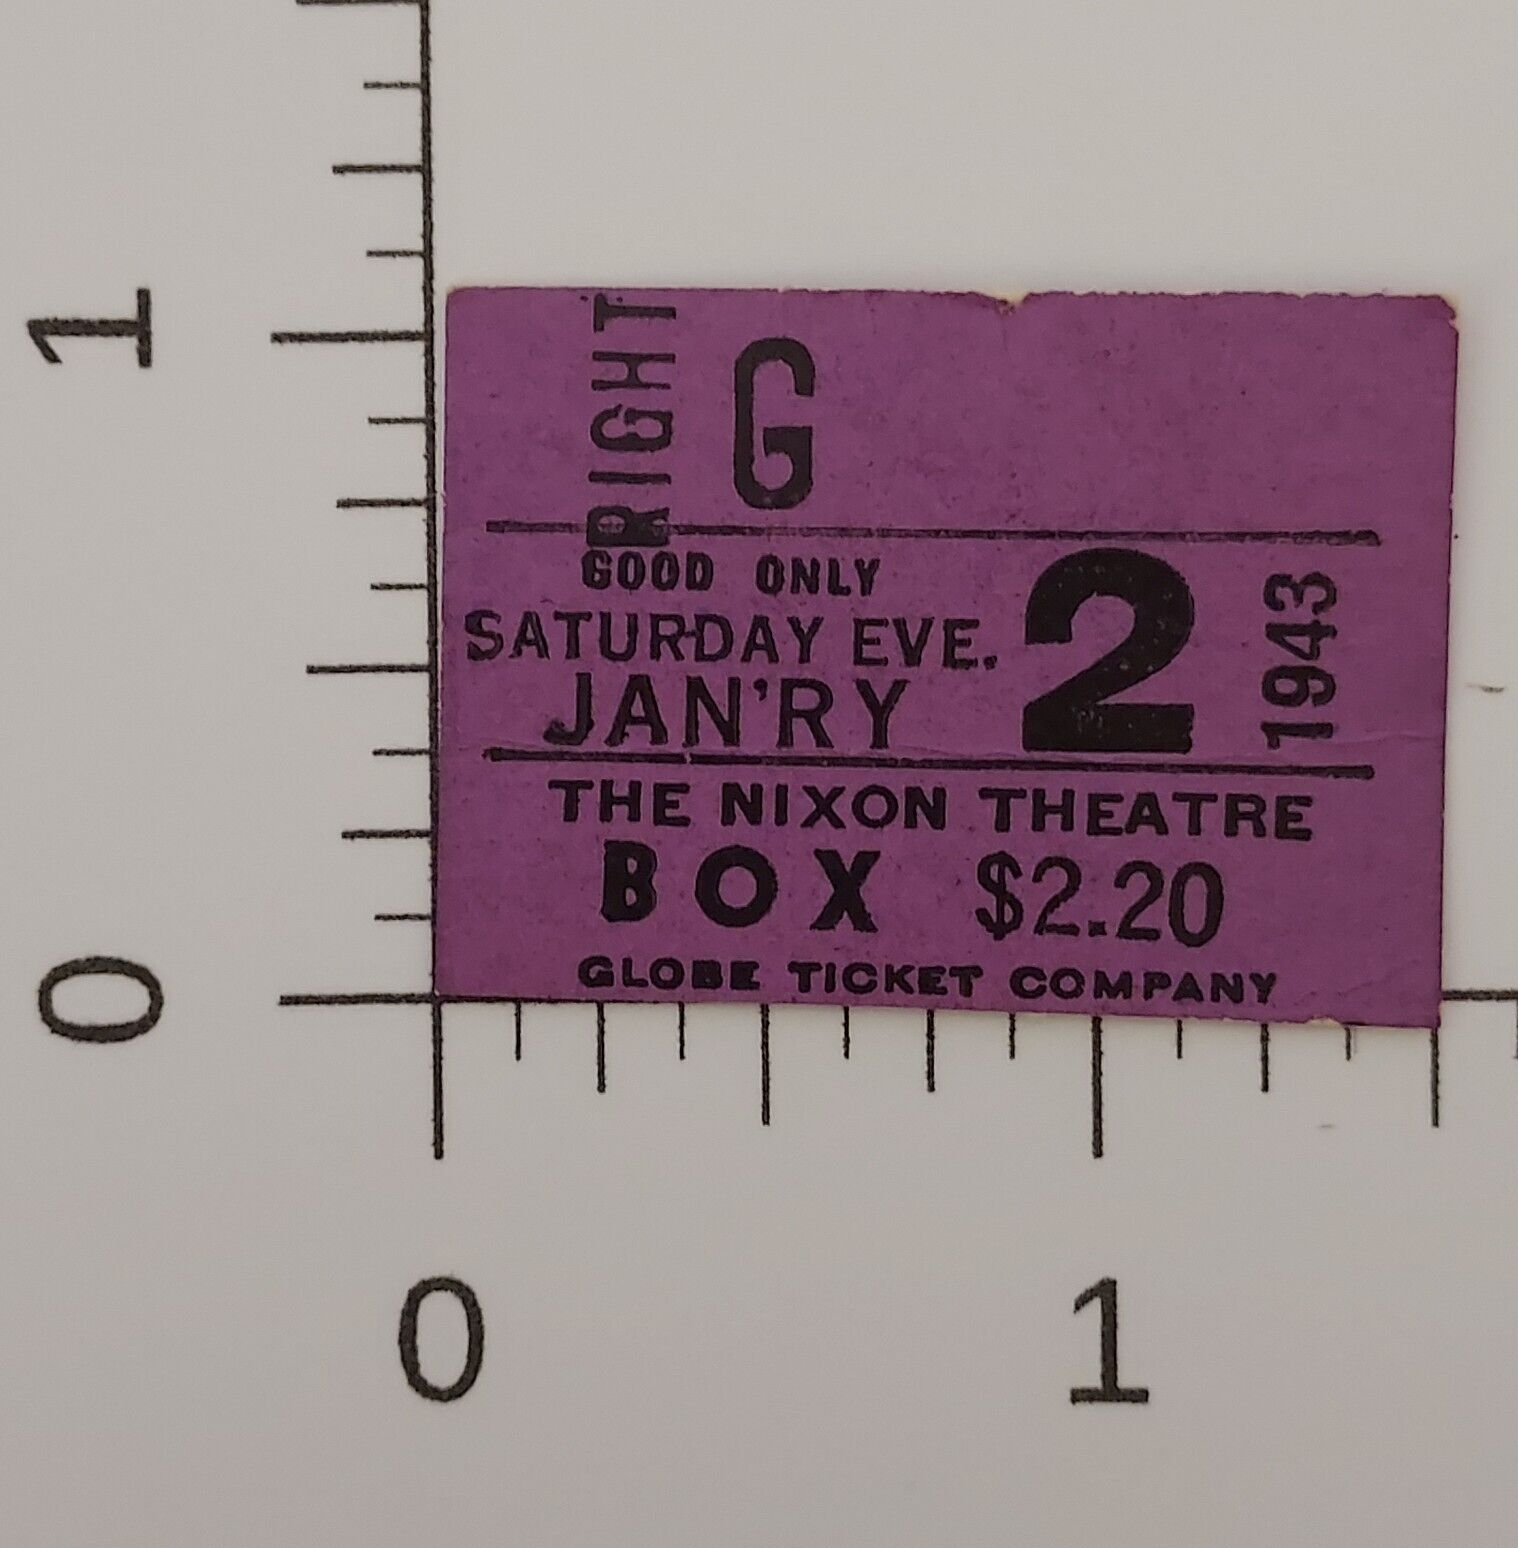 RIGHT
G
GOOD ONLY
SATURDAY EVE.
JAN'RY
2
1943
THE NIXON THEATRE
BOX $2.20
GLOBE TICKET COMPANY
1
0
0
1